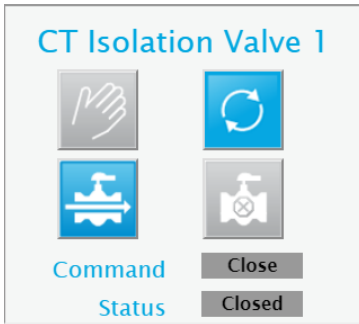 CT Isolation Valve 1
Command Close
Status Closed